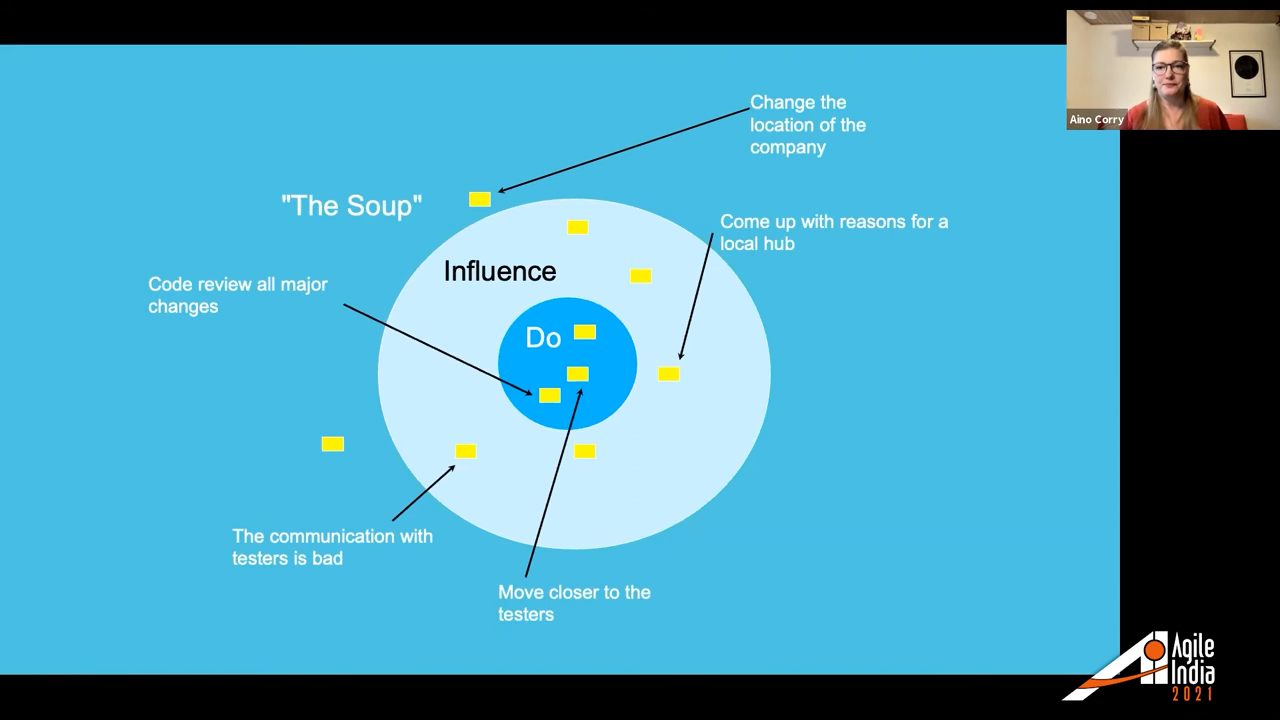 Aino Corry
Change the
location of the
company
"The Soup"
Come up with reasons for a
local hub
Influence
Code review all major
changes
Do
The communication with
testers is bad
Move closer to the
testers
Agile
India
2021